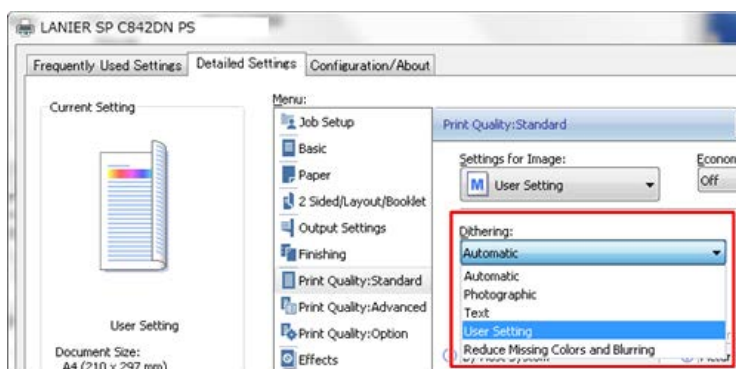 LANIER SP C842DN PS
Frequently Used Settings
Detailed Settings
Configuration/About
Current Setting
User Setting
Document Size:
A4 (210 x 297 mm)
Menu:
Job Setup
Basic
Paper
2 Sided/Layout/Booklet
Output Settings
Finishing
Print Quality:Standard
Print Quality:Advanced
Print Quality:Option
Effects
Print Quality:Standard
Settings for Image:
M User Setting
Econom
Off
Dithering:
Automatic
Automatic
Photographic
Text
User Setting
Reduce Missing Colors and Blurring